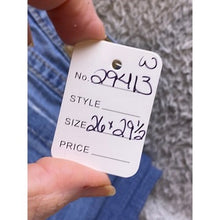 W
No. 29413
STYLE
SIZE 26 x 29½
PRICE